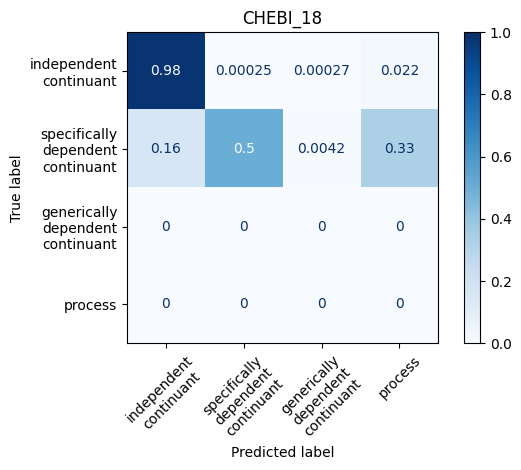 CHEBI_18
independent
continuant
0.98 0.00025 0.00027 0.022
specifically
dependent
continuant
0.16 0.5 0.0042 0.33
generically
dependent
continuant
0 0 0 0
process
0 0 0 0
True label
independent
continuant
specifically
dependent
continuant
generically
dependent
continuant
process
Predicted label
1.0
0.8
0.6
0.4
0.2
0.0